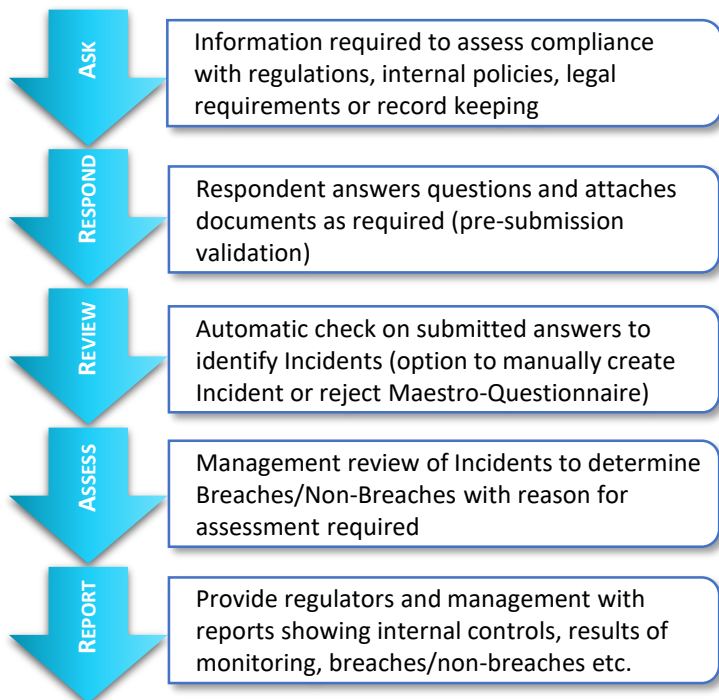 ASK
Information required to assess compliance
with regulations, internal policies, legal
requirements or record keeping
RESPOND
Respondent answers questions and attaches
documents as required (pre-submission
validation)
REVIEW
Automatic check on submitted answers to
identify Incidents (option to manually create
Incident or reject Maestro-Questionnaire)
ASSESS
Management review of Incidents to determine
Breaches/Non-Breaches with reason for
assessment required
REPORT
Provide regulators and management with
reports showing internal controls, results of
monitoring, breaches/non-breaches etc.